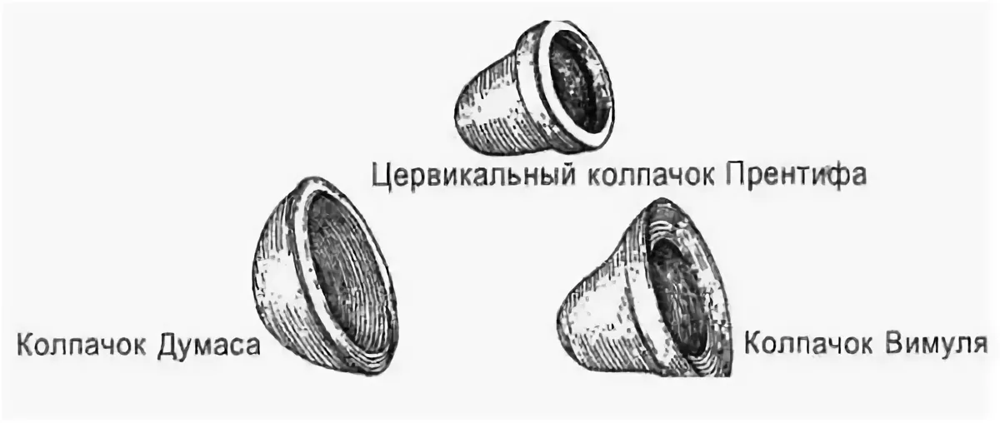 Цервикальный колпачок Прентифа
Колпачок Думаса
Колпачок Вимуля